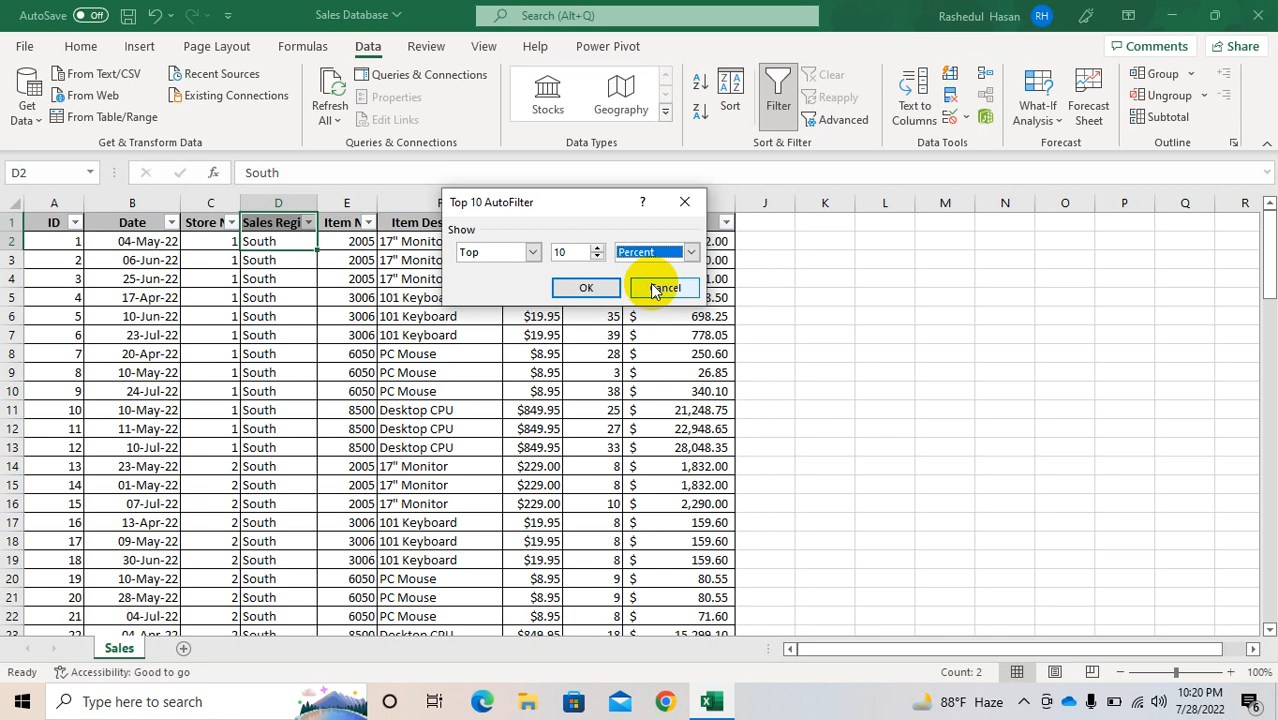 AutoSave Off Sales Database Search (Alt+Q) Rashedul Hasan RH
File Home Insert Page Layout Formulas Data Review View Help Power Pivot Comments Share
Get Data From Text/CSV From Web From Table/Range Recent Sources Existing Connections
Refresh All Queries & Connections Properties Edit Links
Stocks Geography
Sort Filter Clear Reapply Advanced
Text to Columns What-If Analysis Forecast Sheet Group Ungroup Subtotal
Get & Transform Data Queries & Connections Data Types Sort & Filter Data Tools Forecast Outline
D2 fx South
Top 10 AutoFilter ?
Show
Top 10 Percent
OK
A B C D E J K L M N O P Q R
1 ID Date Store N Sales Regi Item N Item Des
2 1 04-May-22 1 South 2005 17" Monitor
3 2 06-Jun-22 1 South 2005 17" Monitor
4 3 25-Jun-22 1 South 2005 17" Monitor
5 4 17-Apr-22 1 South 3006 101 Keyboard
6 5 10-Jun-22 1 South 3006 101 Keyboard $19.95 35 $ 698.25
7 6 23-Jul-22 1 South 3006 101 Keyboard $19.95 39 $ 778.05
8 7 20-Apr-22 1 South 6050 PC Mouse $8.95 28 $ 250.60
9 8 10-May-22 1 South 6050 PC Mouse $8.95 3 $ 26.85
10 9 24-Jul-22 1 South 6050 PC Mouse $8.95 38 $ 340.10
11 10 10-May-22 1 South 8500 Desktop CPU $849.95 25 $ 21,248.75
12 11 11-May-22 1 South 8500 Desktop CPU $849.95 27 $ 22,948.65
13 12 10-Jul-22 1 South 8500 Desktop CPU $849.95 33 $ 28,048.35
14 13 23-May-22 2 South 2005 17" Monitor $229.00 8 $ 1,832.00
15 14 01-May-22 2 South 2005 17" Monitor $229.00 8 $ 1,832.00
16 15 07-Jul-22 2 South 2005 17" Monitor $229.00 10 $ 2,290.00
17 16 13-Apr-22 2 South 3006 101 Keyboard $19.95 8 $ 159.60
18 17 09-May-22 2 South 3006 101 Keyboard $19.95 8 $ 159.60
19 18 30-Jun-22 2 South 3006 101 Keyboard $19.95 8 $ 159.60
20 19 10-May-22 2 South 6050 PC Mouse $8.95 9 $ 80.55
21 20 28-May-22 2 South 6050 PC Mouse $8.95 9 $ 80.55
22 21 04-Jul-22 2 South 6050 PC Mouse $8.95 8 $ 71.60
23 22 04-Apr-22 2 South 8500 Desktop CPU $849.95 18 $ 15,299.10
Sales
Ready Accessibility: Good to go Count: 2 100%
Type here to search 88°F Haze 10:20 PM
7/28/2022 6